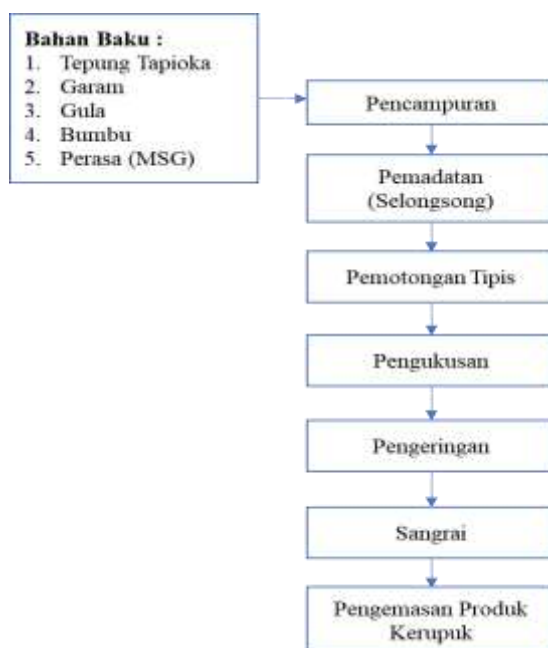 Bahan Baku :
1. Tepung Tapioka
2. Garam
3. Gula
4. Bumbu
5. Perasa (MSG)
Pencampuran
Pemadatan
(Selongsong)
Pemotongan Tipis
Pengukusan
Pengeringan
Sangrai
Pengemasan Produk
Kerupuk